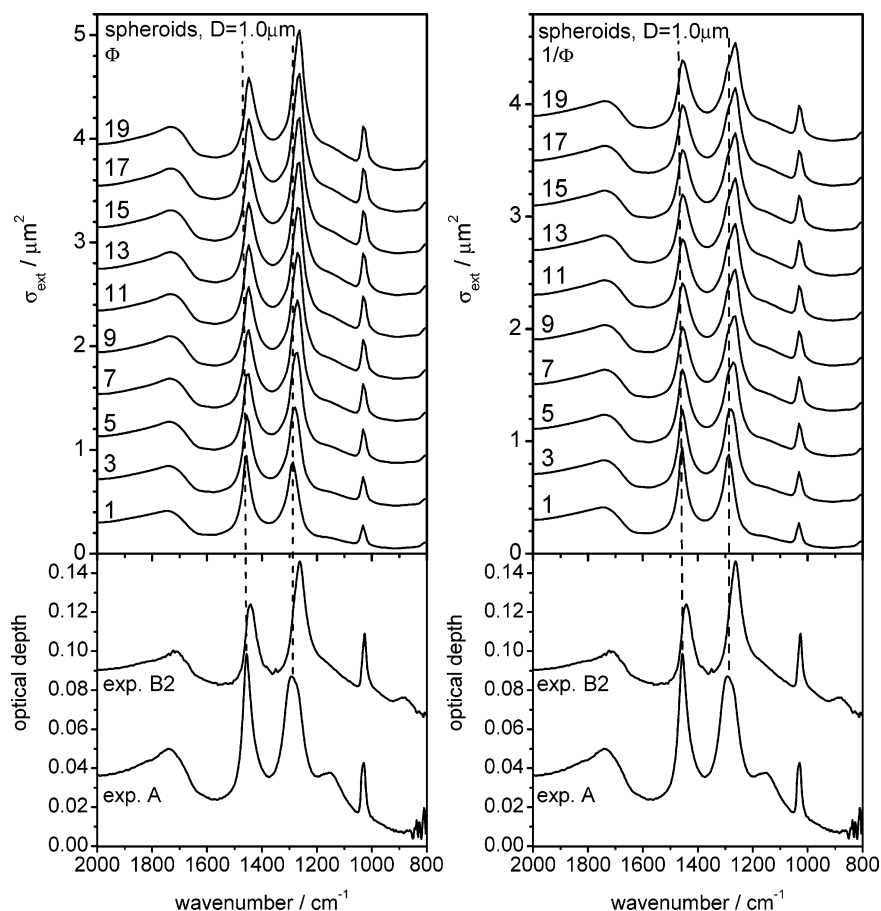 spheroids, D=1.0μm
Φ
5
4
3
2
1
0
σext / μm²
19
17
15
13
11
9
7
5
3
1
0.14
0.12
0.10
0.08
0.06
0.04
0.02
0.00
optical depth
exp. B2
exp. A
2000 1800 1600 1400 1200 1000 800
wavenumber / cm⁻¹
spheroids, D=1.0μm
1/Φ
4
3
2
1
0
σext / μm²
19
17
15
13
11
9
7
5
3
1
0.14
0.12
0.10
0.08
0.06
0.04
0.02
0.00
optical depth
exp. B2
exp. A
2000 1800 1600 1400 1200 1000 800
wavenumber / cm⁻¹